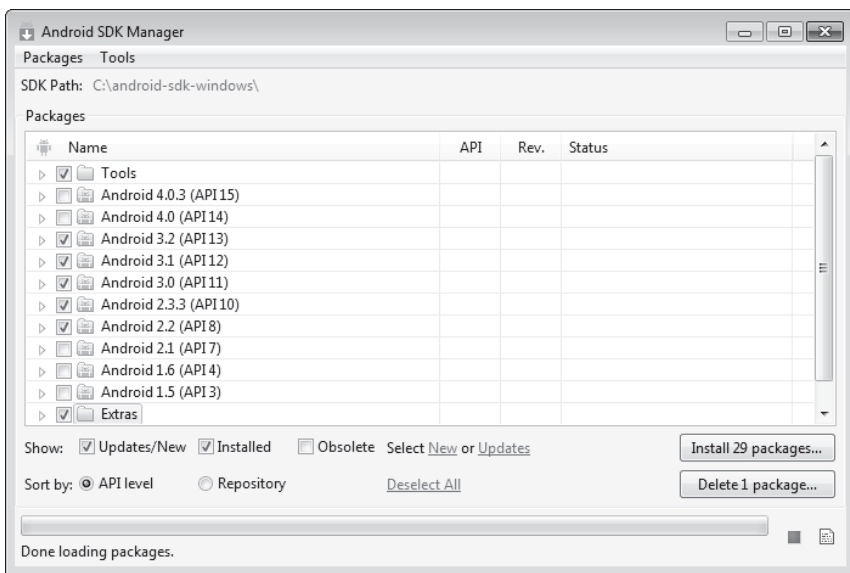 Android SDK Manager
Packages Tools
SDK Path: C:\android-sdk-windows\
Packages
Name API Rev. Status
Tools
Android 4.0.3 (API 15)
Android 4.0 (API 14)
Android 3.2 (API 13)
Android 3.1 (API 12)
Android 3.0 (API 11)
Android 2.3.3 (API 10)
Android 2.2 (API 8)
Android 2.1 (API 7)
Android 1.6 (API 4)
Android 1.5 (API 3)
Extras
Show: Updates/New Installed Obsolete Select New or Updates Install 29 packages...
Sort by: API level Repository Deselect All Delete 1 package...
Done loading packages.